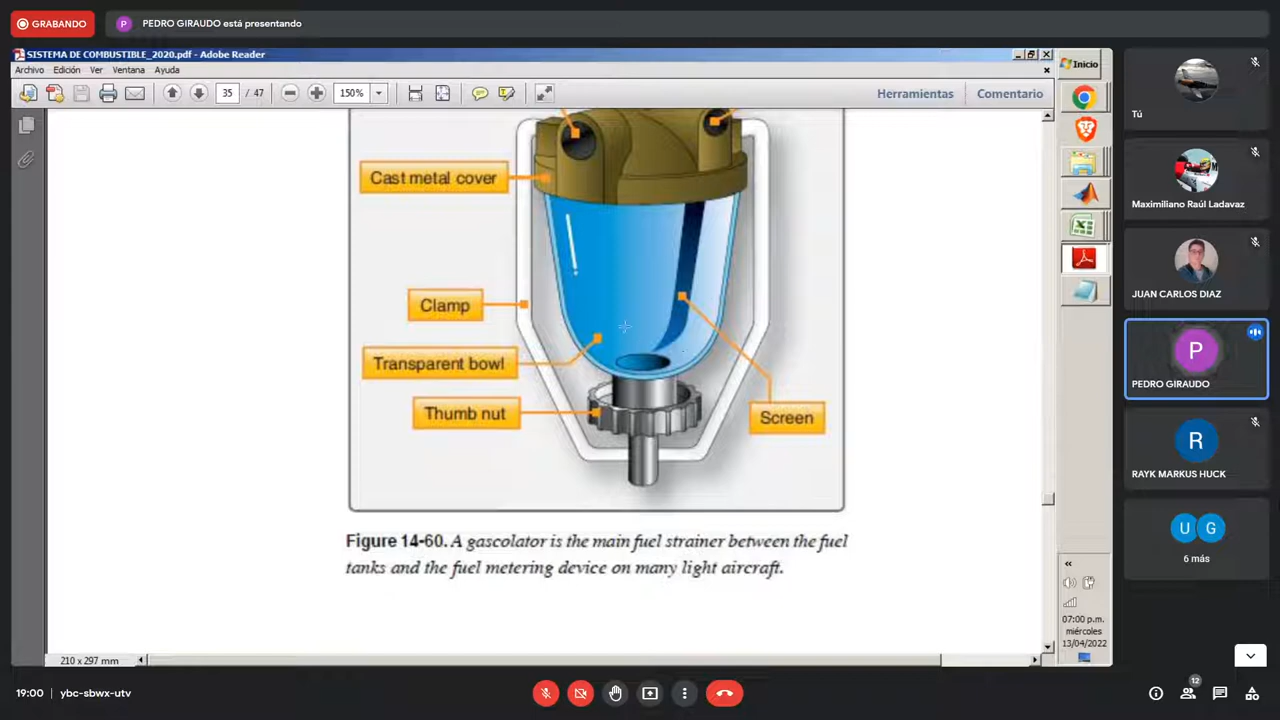 GRABANDO
P PEDRO GIRAUDO está presentando
SISTEMA DE COMBUSTIBLE_2020.pdf - Adobe Reader
Archivo Edición Ver Ventana Ayuda
35 / 47 150% Herramientas Comentario
Inicio
Cast metal cover
Clamp
Transparent bowl
Thumb nut
Screen
Figure 14-60. A gascolator is the main fuel strainer between the fuel
tanks and the fuel metering device on many light aircraft.
210 x 297 mm
07:00 p.m.
miércoles
13/04/2022
Tú
Maximiliano Raúl Ladavaz
JUAN CARLOS DIAZ
P
PEDRO GIRAUDO
R
RAYK MARKUS HUCK
U G
6 más
19:00 | ybc-sbwx-utv
12